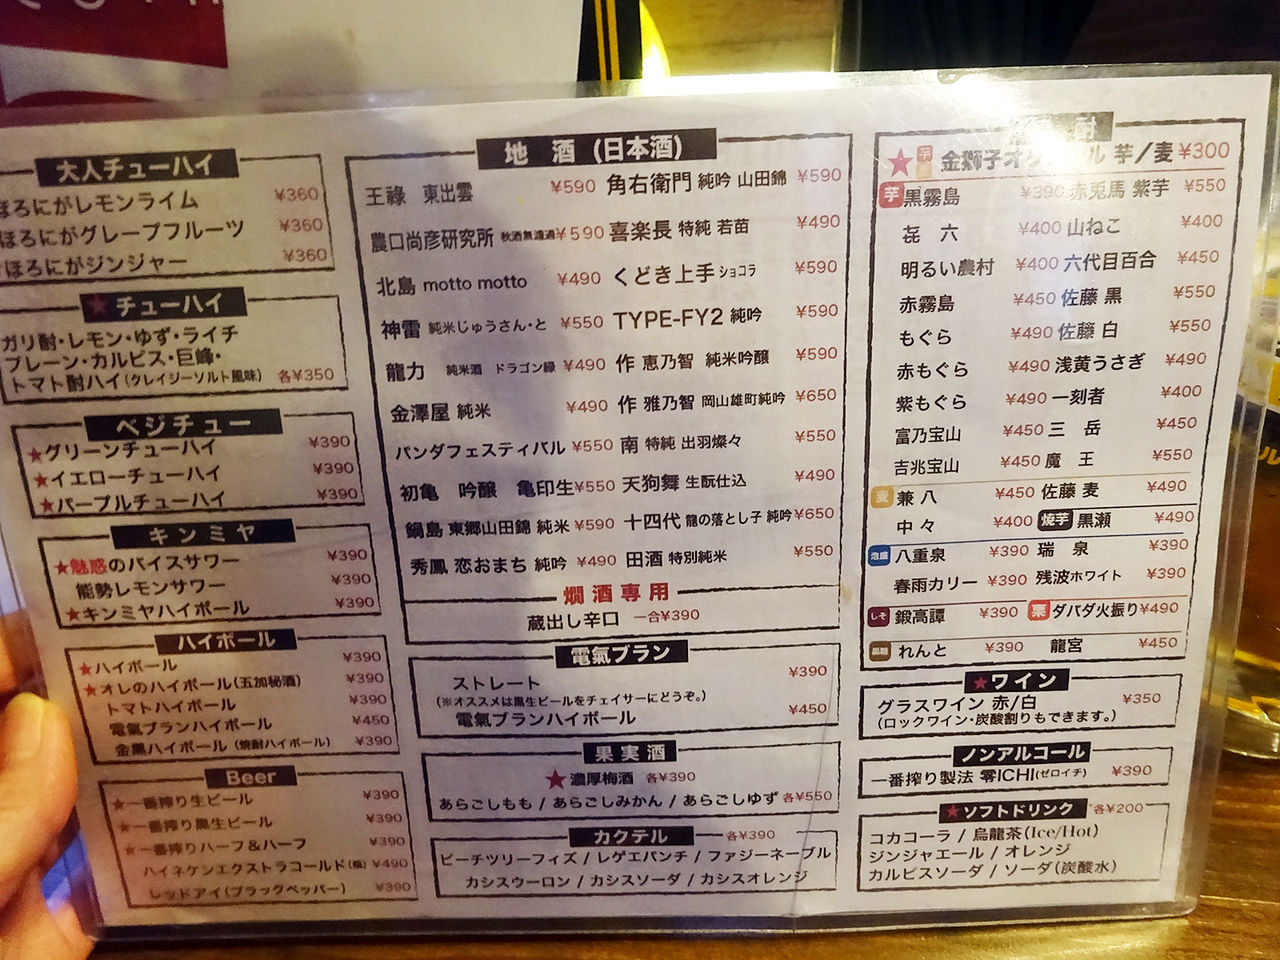 大人チューハイ
ほろにがレモンライム ¥360
ほろにがグレープフルーツ ¥360
ほろにがジンジャー ¥360
★チューハイ
ガリ酎・レモン・ゆず・ライチ
プレーン・カルピス・巨峰・
トマト酎ハイ(クレイジーソルト風味) 各¥350
ベジチュー
★グリーンチューハイ ¥390
★イエローチューハイ ¥390
★パープルチューハイ ¥390
キンミヤ
★魅惑のバイスサワー ¥390
能勢レモンサワー ¥390
★キンミヤハイボール ¥390
ハイボール
★ハイボール ¥390
★オレのハイボール(五加秘酒) ¥390
トマトハイボール ¥390
電氣ブランハイボール ¥450
金黒ハイボール(焼酎ハイボール) ¥390
Beer
★一番搾り生ビール ¥390
★一番搾り黒生ビール ¥390
★一番搾りハーフ&ハーフ ¥390
ハイネケンエクストラコールド(瓶) ¥490
レッドアイ(ブラックペッパー) ¥390
地 酒 (日本酒)
王祿 東出雲 ¥590 角右衛門 純吟 山田錦 ¥590
農口尚彦研究所 ¥590 喜楽長 特純 若苗 ¥490
北島 motto motto ¥490 くどき上手 ショコラ ¥590
神雷 純米じゅうさん・と ¥550 TYPE-FY2 純吟 ¥590
龍力 純米酒 ドラゴン緑 ¥490 作 恵乃智 純米吟醸 ¥590
金澤屋 純米 ¥490 作 雅乃智 岡山雄町純吟 ¥650
パンダフェスティバル ¥550 南 特純 出羽燦々 ¥550
初亀 吟醸 亀印生 ¥550 天狗舞 生酛仕込 ¥490
鍋島 東郷山田錦 純米 ¥590 十四代 龍の落とし子 純吟 ¥650
秀鳳 恋おまち 純吟 ¥490 田酒 特別純米 ¥550
燗酒専用
蔵出し辛口 一合¥390
電氣ブラン
ストレート ¥390
(※オススメは黒生ビールをチェイサーにどうぞ。)
電氣ブランハイボール ¥450
果実酒
★濃厚梅酒 各¥390
あらごしもも / あらごしみかん / あらごしゆず 各¥550
カクテル 各¥390
ピーチツリーフィズ / レゲエパンチ / ファジーネーブル
カシスウーロン / カシスソーダ / カシスオレンジ
酎
★ 金獅子オリジナル 芋/麦 ¥300
芋 黒霧島 ¥390 赤兎馬 紫芋 ¥550
㐂 六 ¥400 山ねこ ¥400
明るい農村 ¥400 六代目百合 ¥450
赤霧島 ¥450 佐藤 黒 ¥550
もぐら ¥490 佐藤 白 ¥550
赤もぐら ¥490 浅黄うさぎ ¥490
紫もぐら ¥490 一刻者 ¥400
富乃宝山 ¥450 三 岳 ¥450
吉兆宝山 ¥450 魔 王 ¥550
麦 兼八 ¥450 佐藤 麦 ¥490
中々 ¥400 焼芋 黒瀬 ¥490
泡盛 八重泉 ¥390 瑞 泉 ¥390
春雨カリー ¥390 残波ホワイト ¥390
しそ 鍛高譚 ¥390 栗 ダバダ火振り ¥490
黒糖 れんと ¥390 龍宮 ¥450
★ワイン
グラスワイン 赤/白 ¥350
(ロックワイン・炭酸割りもできます。)
ノンアルコール
一番搾り製法 零ICHI(ゼロイチ) ¥390
★ソフトドリンク 各¥200
コカコーラ / 烏龍茶(Ice/Hot)
ジンジャエール / オレンジ
カルピスソーダ / ソーダ(炭酸水)